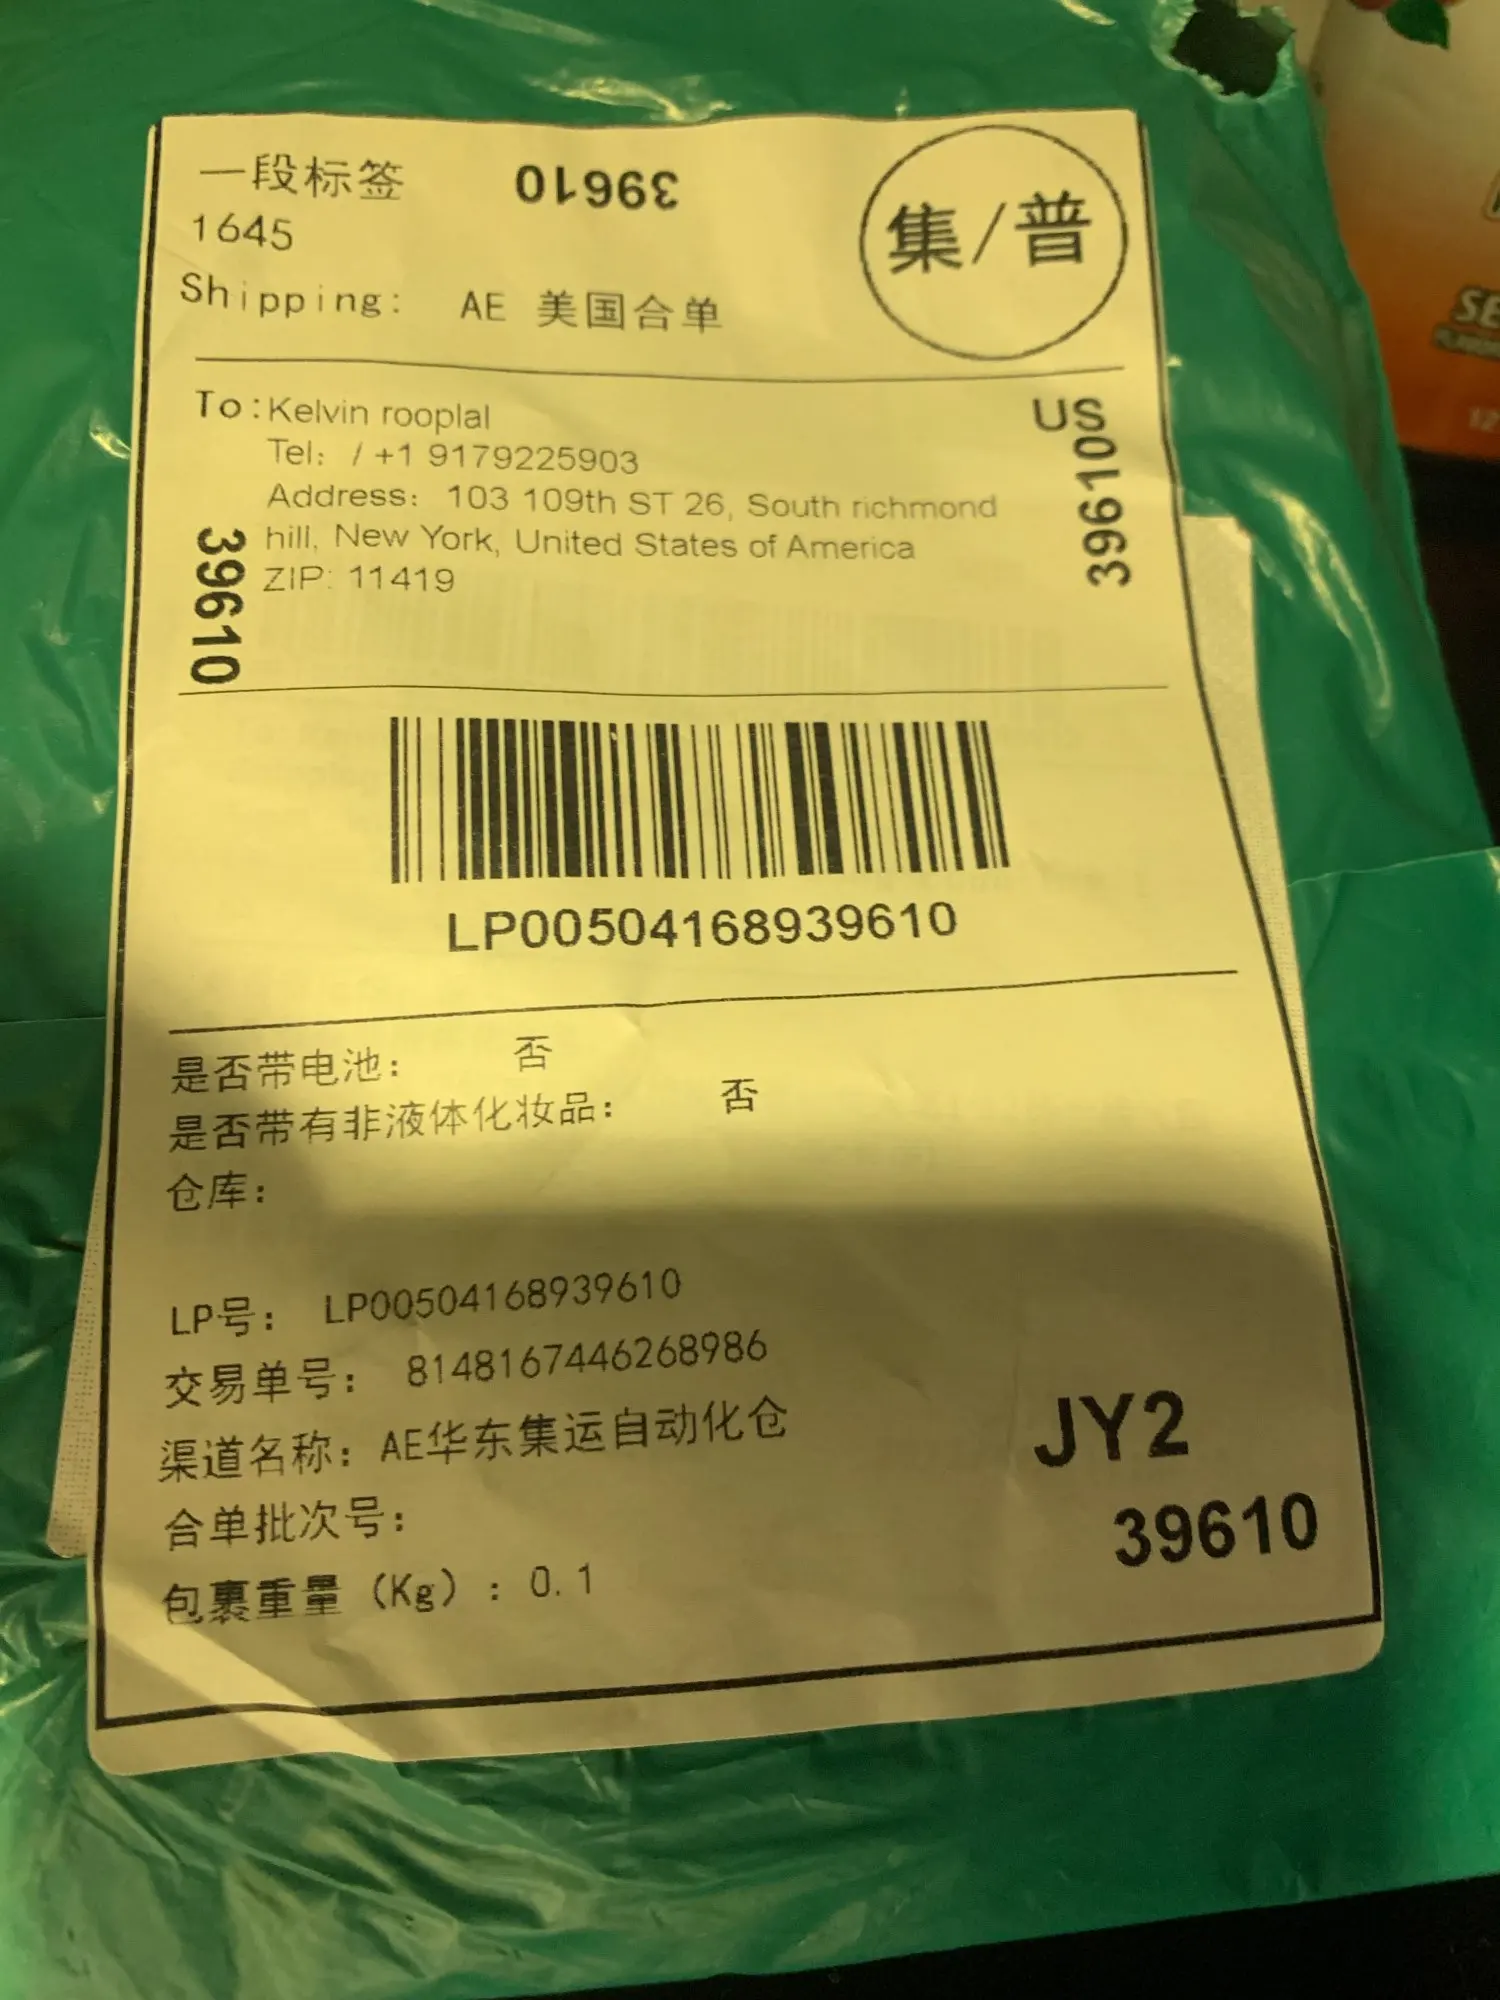 一段标签
39610
集/普
1645
Shipping: AE 美国合单
To:Kelvin rooplal
US
Tel: / +1 9179225903
Address: 103 109th ST 26, South richmond
hill, New York, United States of America
ZIP: 11419
39610
39610
LP00504168939610
是否带电池： 否
是否带有非液体化妆品： 否
仓库：
LP号： LP00504168939610
交易单号： 8148167446268986
渠道名称：AE华东集运自动化仓
JY2
合单批次号：
39610
包裹重量（Kg）：0.1
SE
12